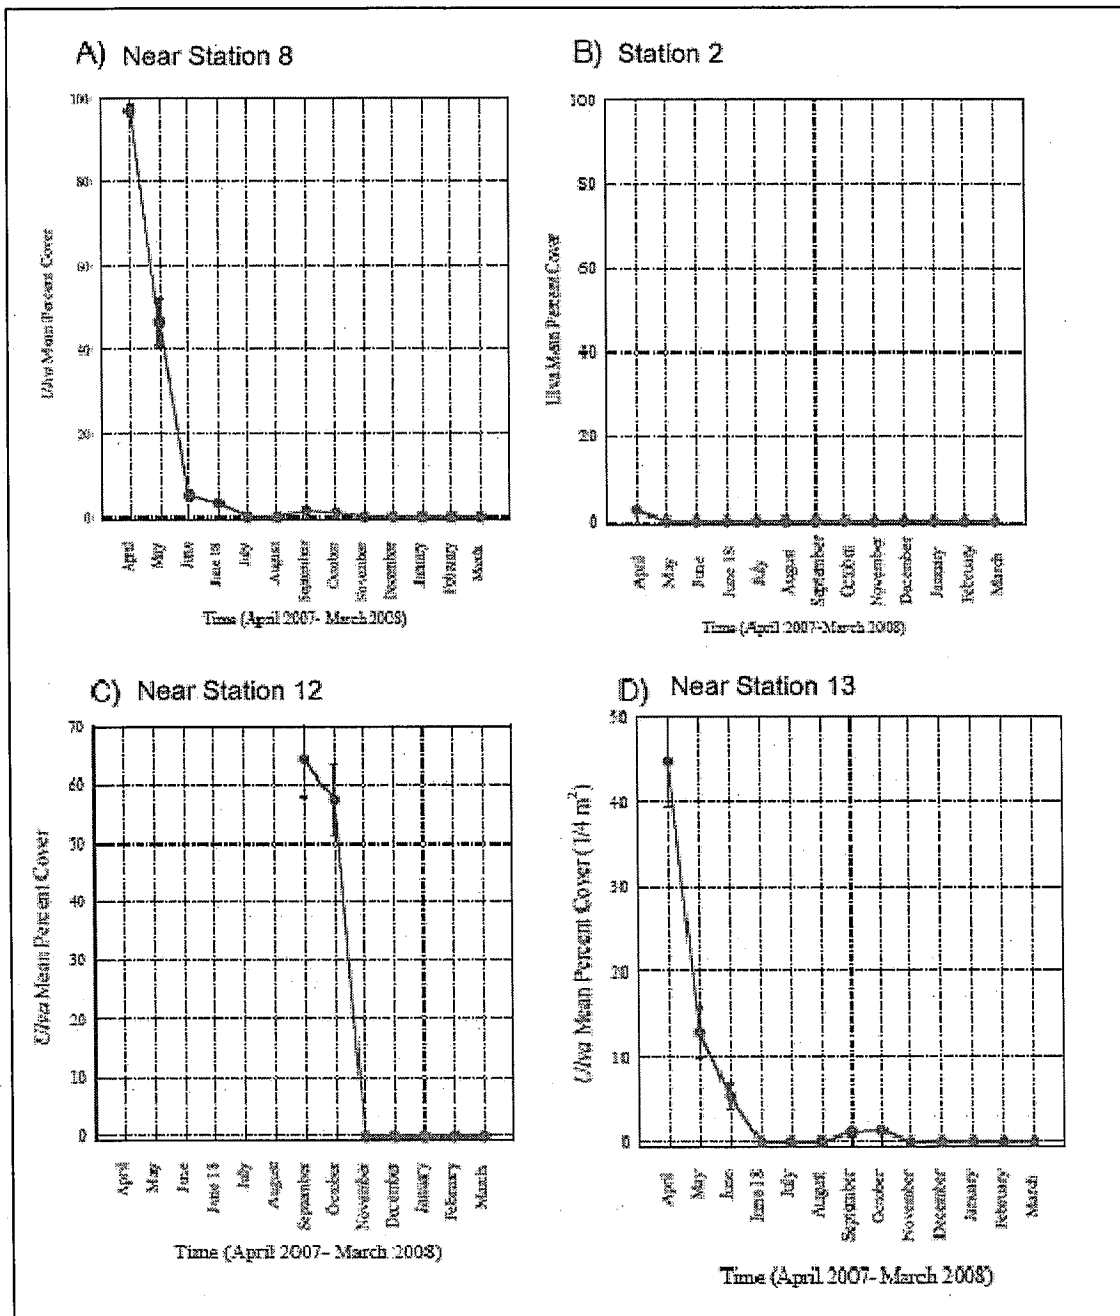 A) Near Station 8
Ulva Mean Percent Cover
100
80
60
40
20
0
April
May
June
June 18
July
August
September
October
November
December
January
February
March
Time (April 2007- March 2008)
B) Station 2
Ulva Mean Percent Cover
100
80
60
40
20
0
April
May
June
June 18
July
August
September
October
November
December
January
February
March
Time (April 2007-March 2008)
C) Near Station 12
Ulva Mean Percent Cover
70
60
50
40
30
20
10
0
April
May
June
June 18
July
August
September
October
November
December
January
February
March
Time (April 2007- March 2008)
D) Near Station 13
Ulva Mean Percent Cover (1/4 m²)
50
40
30
20
10
0
April
May
June
June 18
July
August
September
October
November
December
January
February
March
Time (April 2007- March 2008)